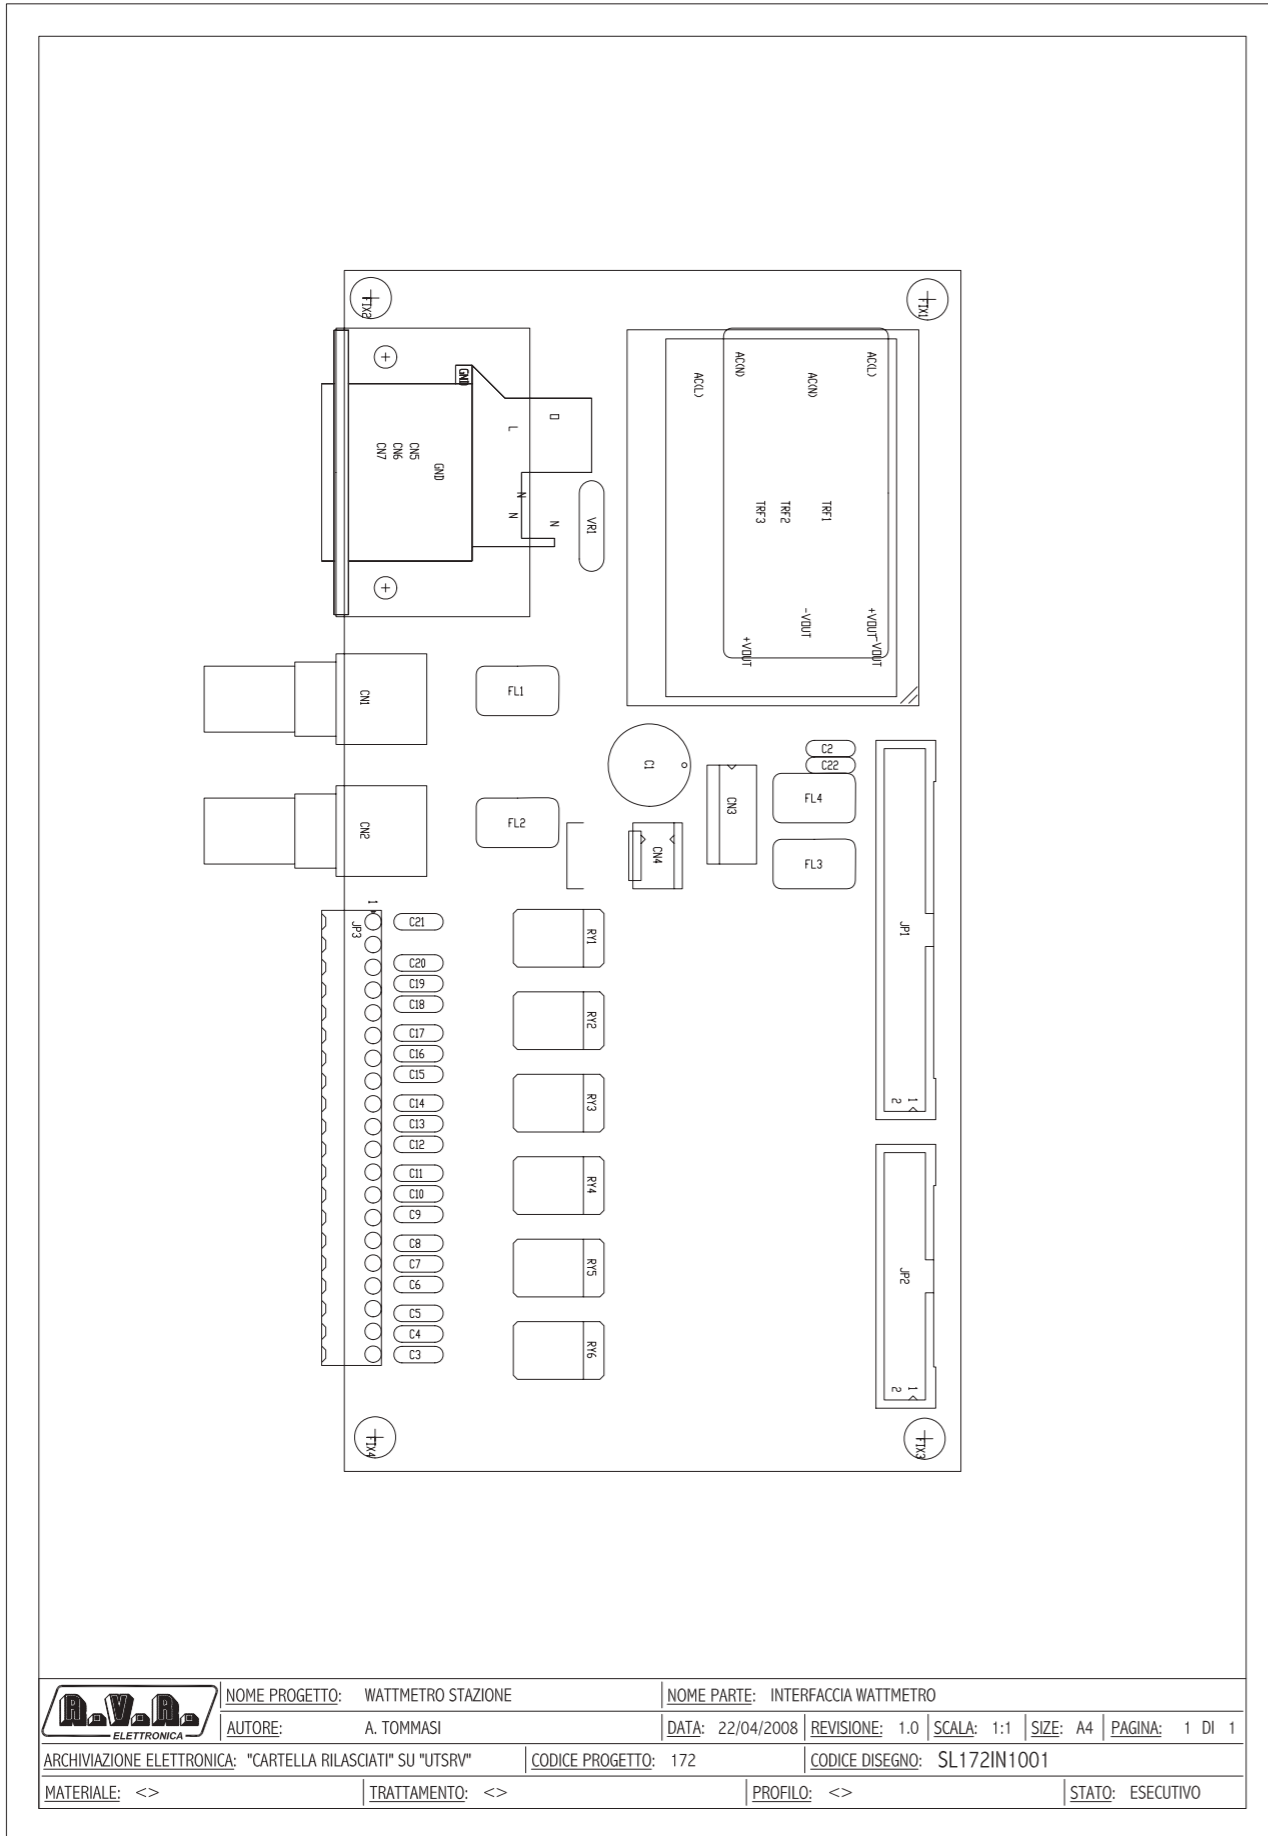 FIX2
FIX1
GND
L
D
CN7
CN6
CN5
GND
N
N
N
VR1
AC(L)
AC(N)
AC(N)
AC(L)
TRF3
TRF2
TRF1
+VOUT
-VOUT
+VOUT
-VOUT
CN1
FL1
C1
C2
C22
CN3
FL4
CN2
FL2
CN4
FL3
1
JP3
C21
C20
C19
C18
C17
C16
C15
C14
C13
C12
C11
C10
C9
C8
C7
C6
C5
C4
C3
RY1
RY2
RY3
RY4
RY5
RY6
JP1
2 1
JP2
2 1
FIX4
FIX3
A.V.R.
ELETTRONICA
NOME PROGETTO: WATTMETRO STAZIONE
NOME PARTE: INTERFACCIA WATTMETRO
AUTORE: A. TOMMASI
DATA: 22/04/2008 REVISIONE: 1.0 SCALA: 1:1 SIZE: A4 PAGINA: 1 DI 1
ARCHIVIAZIONE ELETTRONICA: "CARTELLA RILASCIATI" SU "UTSRV"
CODICE PROGETTO: 172
CODICE DISEGNO: SL172IN1001
MATERIALE: <>
TRATTAMENTO: <>
PROFILO: <>
STATO: ESECUTIVO